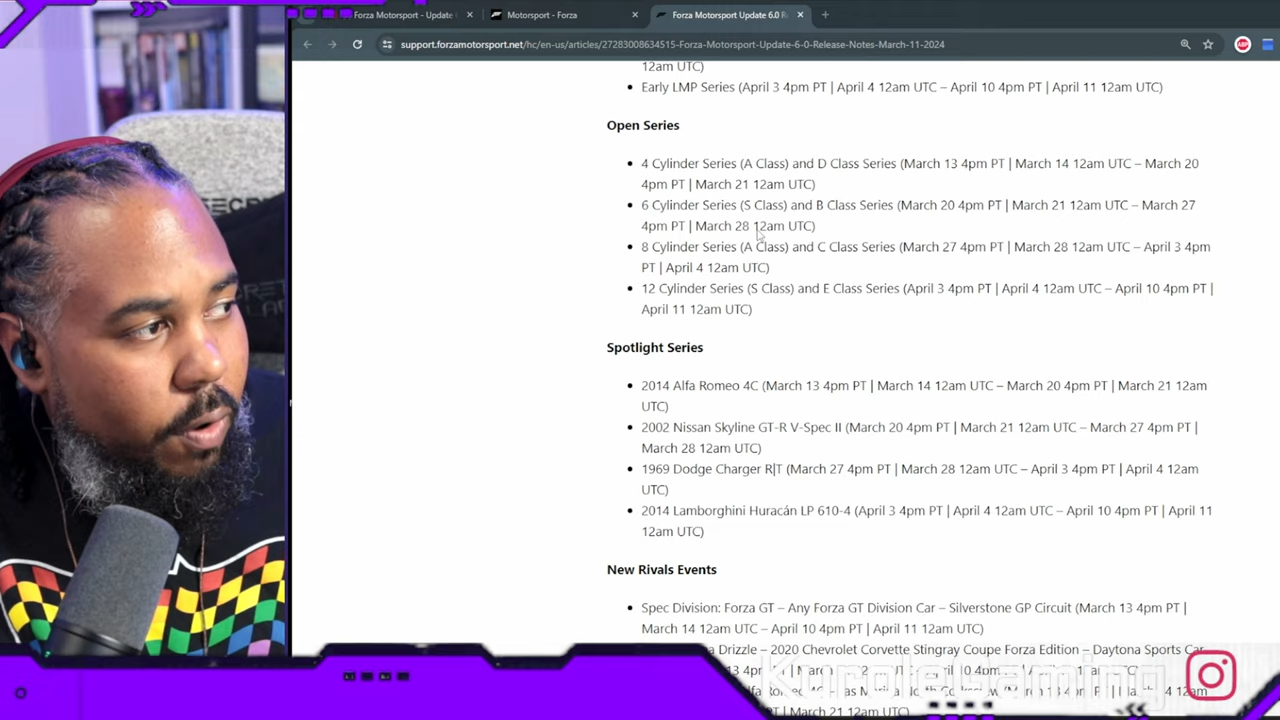 Forza Motorsport - Update
Motorsport - Forza
Forza Motorsport Update 6.0 R
support.forzamotorsport.net/hc/en-us/articles/27283008634515-Forza-Motorsport-Update-6-0-Release-Notes-March-11-2024
ABP
12am UTC)
Early LMP Series (April 3 4pm PT | April 4 12am UTC – April 10 4pm PT | April 11 12am UTC)
Open Series
4 Cylinder Series (A Class) and D Class Series (March 13 4pm PT | March 14 12am UTC – March 20
4pm PT | March 21 12am UTC)
6 Cylinder Series (S Class) and B Class Series (March 20 4pm PT | March 21 12am UTC – March 27
4pm PT | March 28 12am UTC)
8 Cylinder Series (A Class) and C Class Series (March 27 4pm PT | March 28 12am UTC – April 3 4pm
PT | April 4 12am UTC)
12 Cylinder Series (S Class) and E Class Series (April 3 4pm PT | April 4 12am UTC – April 10 4pm PT |
April 11 12am UTC)
Spotlight Series
2014 Alfa Romeo 4C (March 13 4pm PT | March 14 12am UTC – March 20 4pm PT | March 21 12am
UTC)
2002 Nissan Skyline GT-R V-Spec II (March 20 4pm PT | March 21 12am UTC – March 27 4pm PT |
March 28 12am UTC)
1969 Dodge Charger R|T (March 27 4pm PT | March 28 12am UTC – April 3 4pm PT | April 4 12am
UTC)
2014 Lamborghini Huracán LP 610-4 (April 3 4pm PT | April 4 12am UTC – April 10 4pm PT | April 11
12am UTC)
New Rivals Events
Spec Division: Forza GT – Any Forza GT Division Car – Silverstone GP Circuit (March 13 4pm PT |
March 14 12am UTC – April 10 4pm PT | April 11 12am UTC)
Drizzle – 2020 Chevrolet Corvette Stingray Coupe Forza Edition – Daytona Sports Car
PT | March 21 12am UTC)